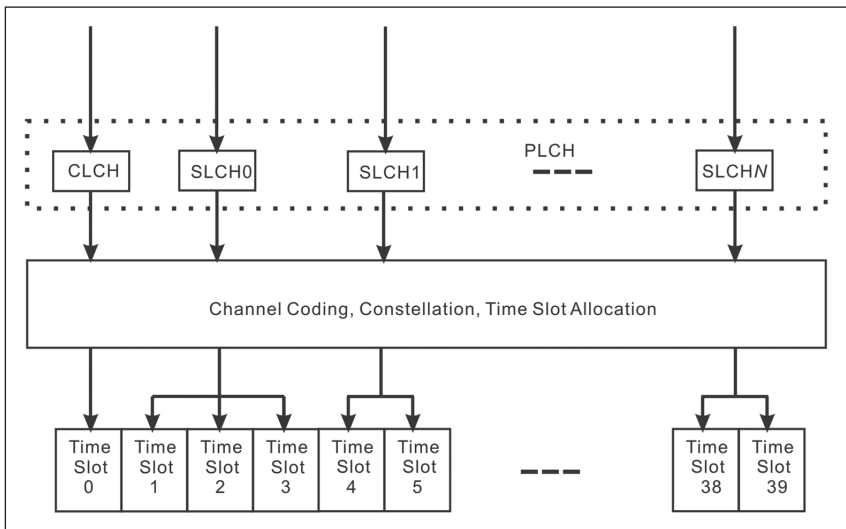 PLCH
CLCH
SLCH0
SLCH1
SLCHN
Channel Coding, Constellation, Time Slot Allocation
Time Slot 0
Time Slot 1
Time Slot 2
Time Slot 3
Time Slot 4
Time Slot 5
Time Slot 38
Time Slot 39